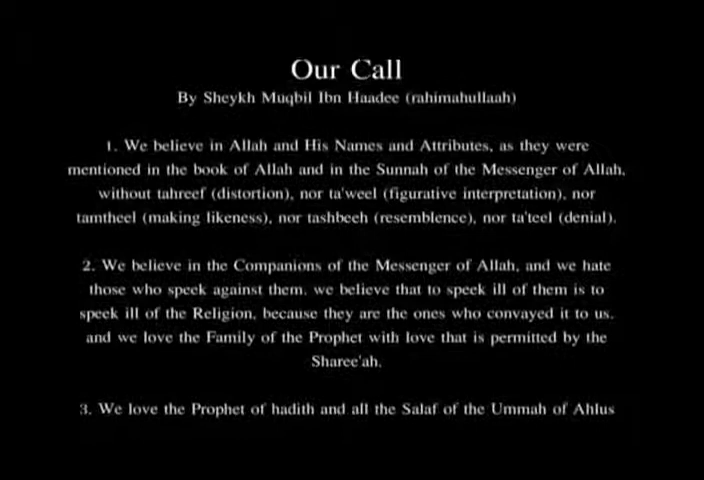 Our Call
By Sheykh Muqbil Ibn Haadee (rahimahullaah)
1. We believe in Allah and His Names and Attributes, as they were
mentioned in the book of Allah and in the Sunnah of the Messenger of Allah,
without tahreef (distortion), nor ta'weel (figurative interpretation), nor
tamtheel (making likeness), nor tashbeeh (resemblence), nor ta'teel (denial).
2. We believe in the Companions of the Messenger of Allah, and we hate
those who speek against them, we believe that to speek ill of them is to
speek ill of the Religion, because they are the ones who convayed it to us,
and we love the Family of the Prophet with love that is permitted by the
Sharee'ah.
3. We love the Prophet of hadith and all the Salaf of the Ummah of Ahlus